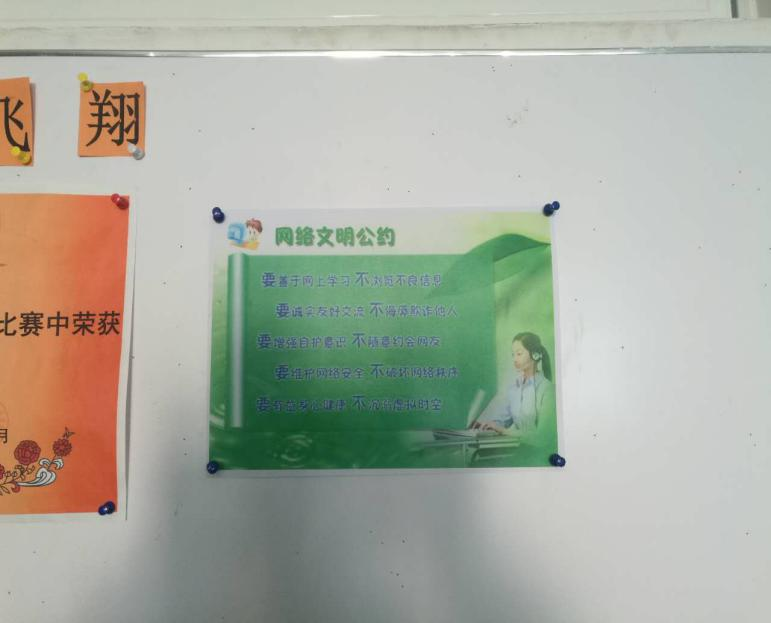 飞 翔
比赛中荣获
月
网络文明公约
要善于网上学习 不浏览不良信息
要诚实友好交流 不侮辱欺诈他人
要增强自护意识 不随意约会网友
要维护网络安全 不破坏网络秩序
要有益身心健康 不沉溺虚拟时空